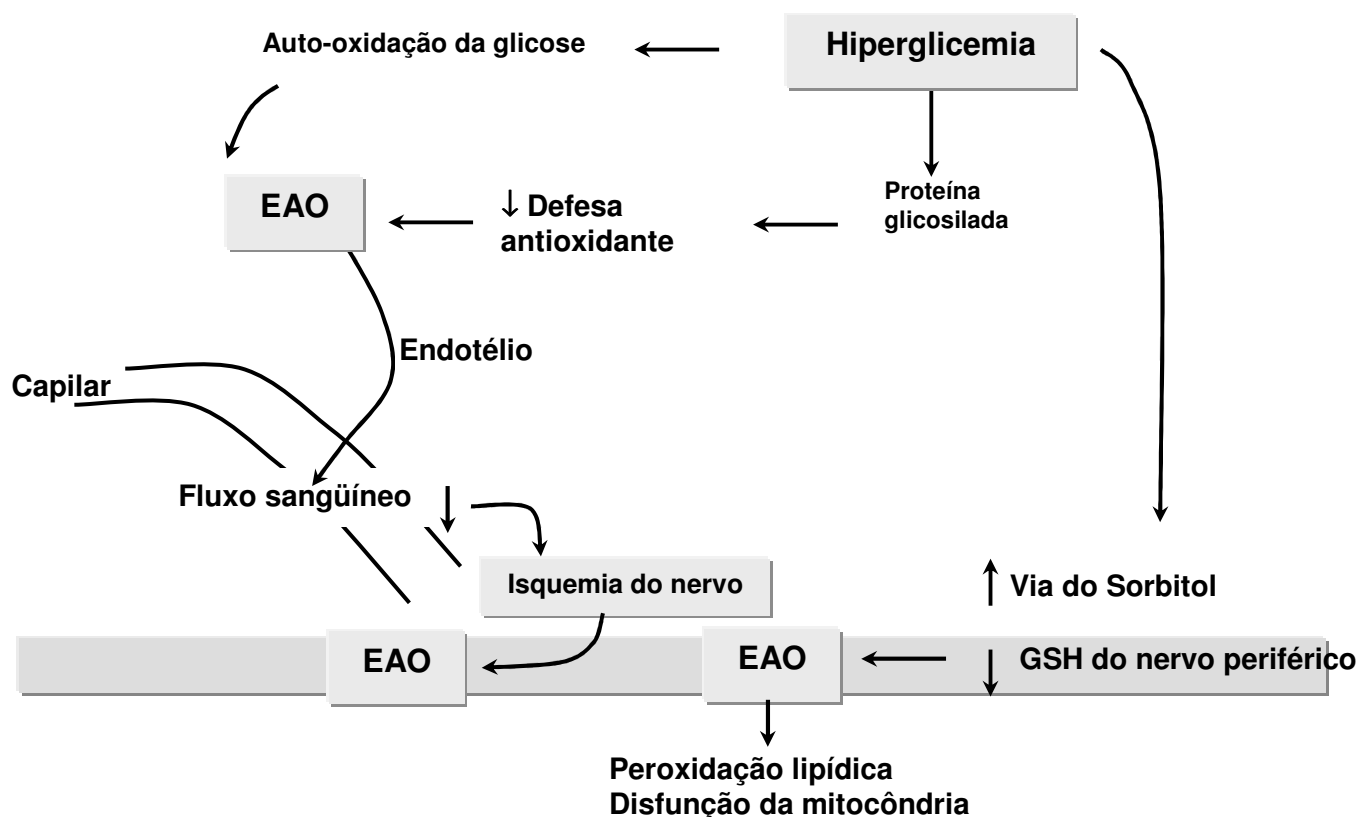 Auto-oxidação da glicose
Hiperglicemia
Proteína
glicosilada
EAO
↓ Defesa
antioxidante
Endotélio
Capilar
Fluxo sangüíneo
Isquemia do nervo
Via do Sorbitol
EAO
EAO
GSH do nervo periférico
Peroxidação lipídica
Disfunção da mitocôndria